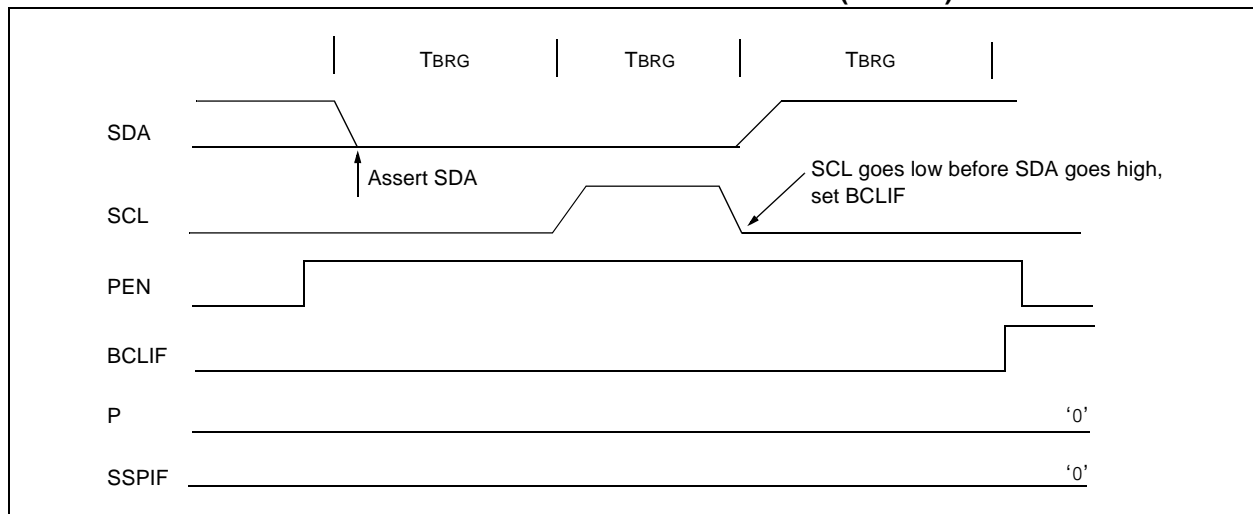 TBRG TBRG TBRG
SDA
Assert SDA
SCL goes low before SDA goes high,
set BCLIF
SCL
PEN
BCLIF
P
‘0’
SSPIF
‘0’